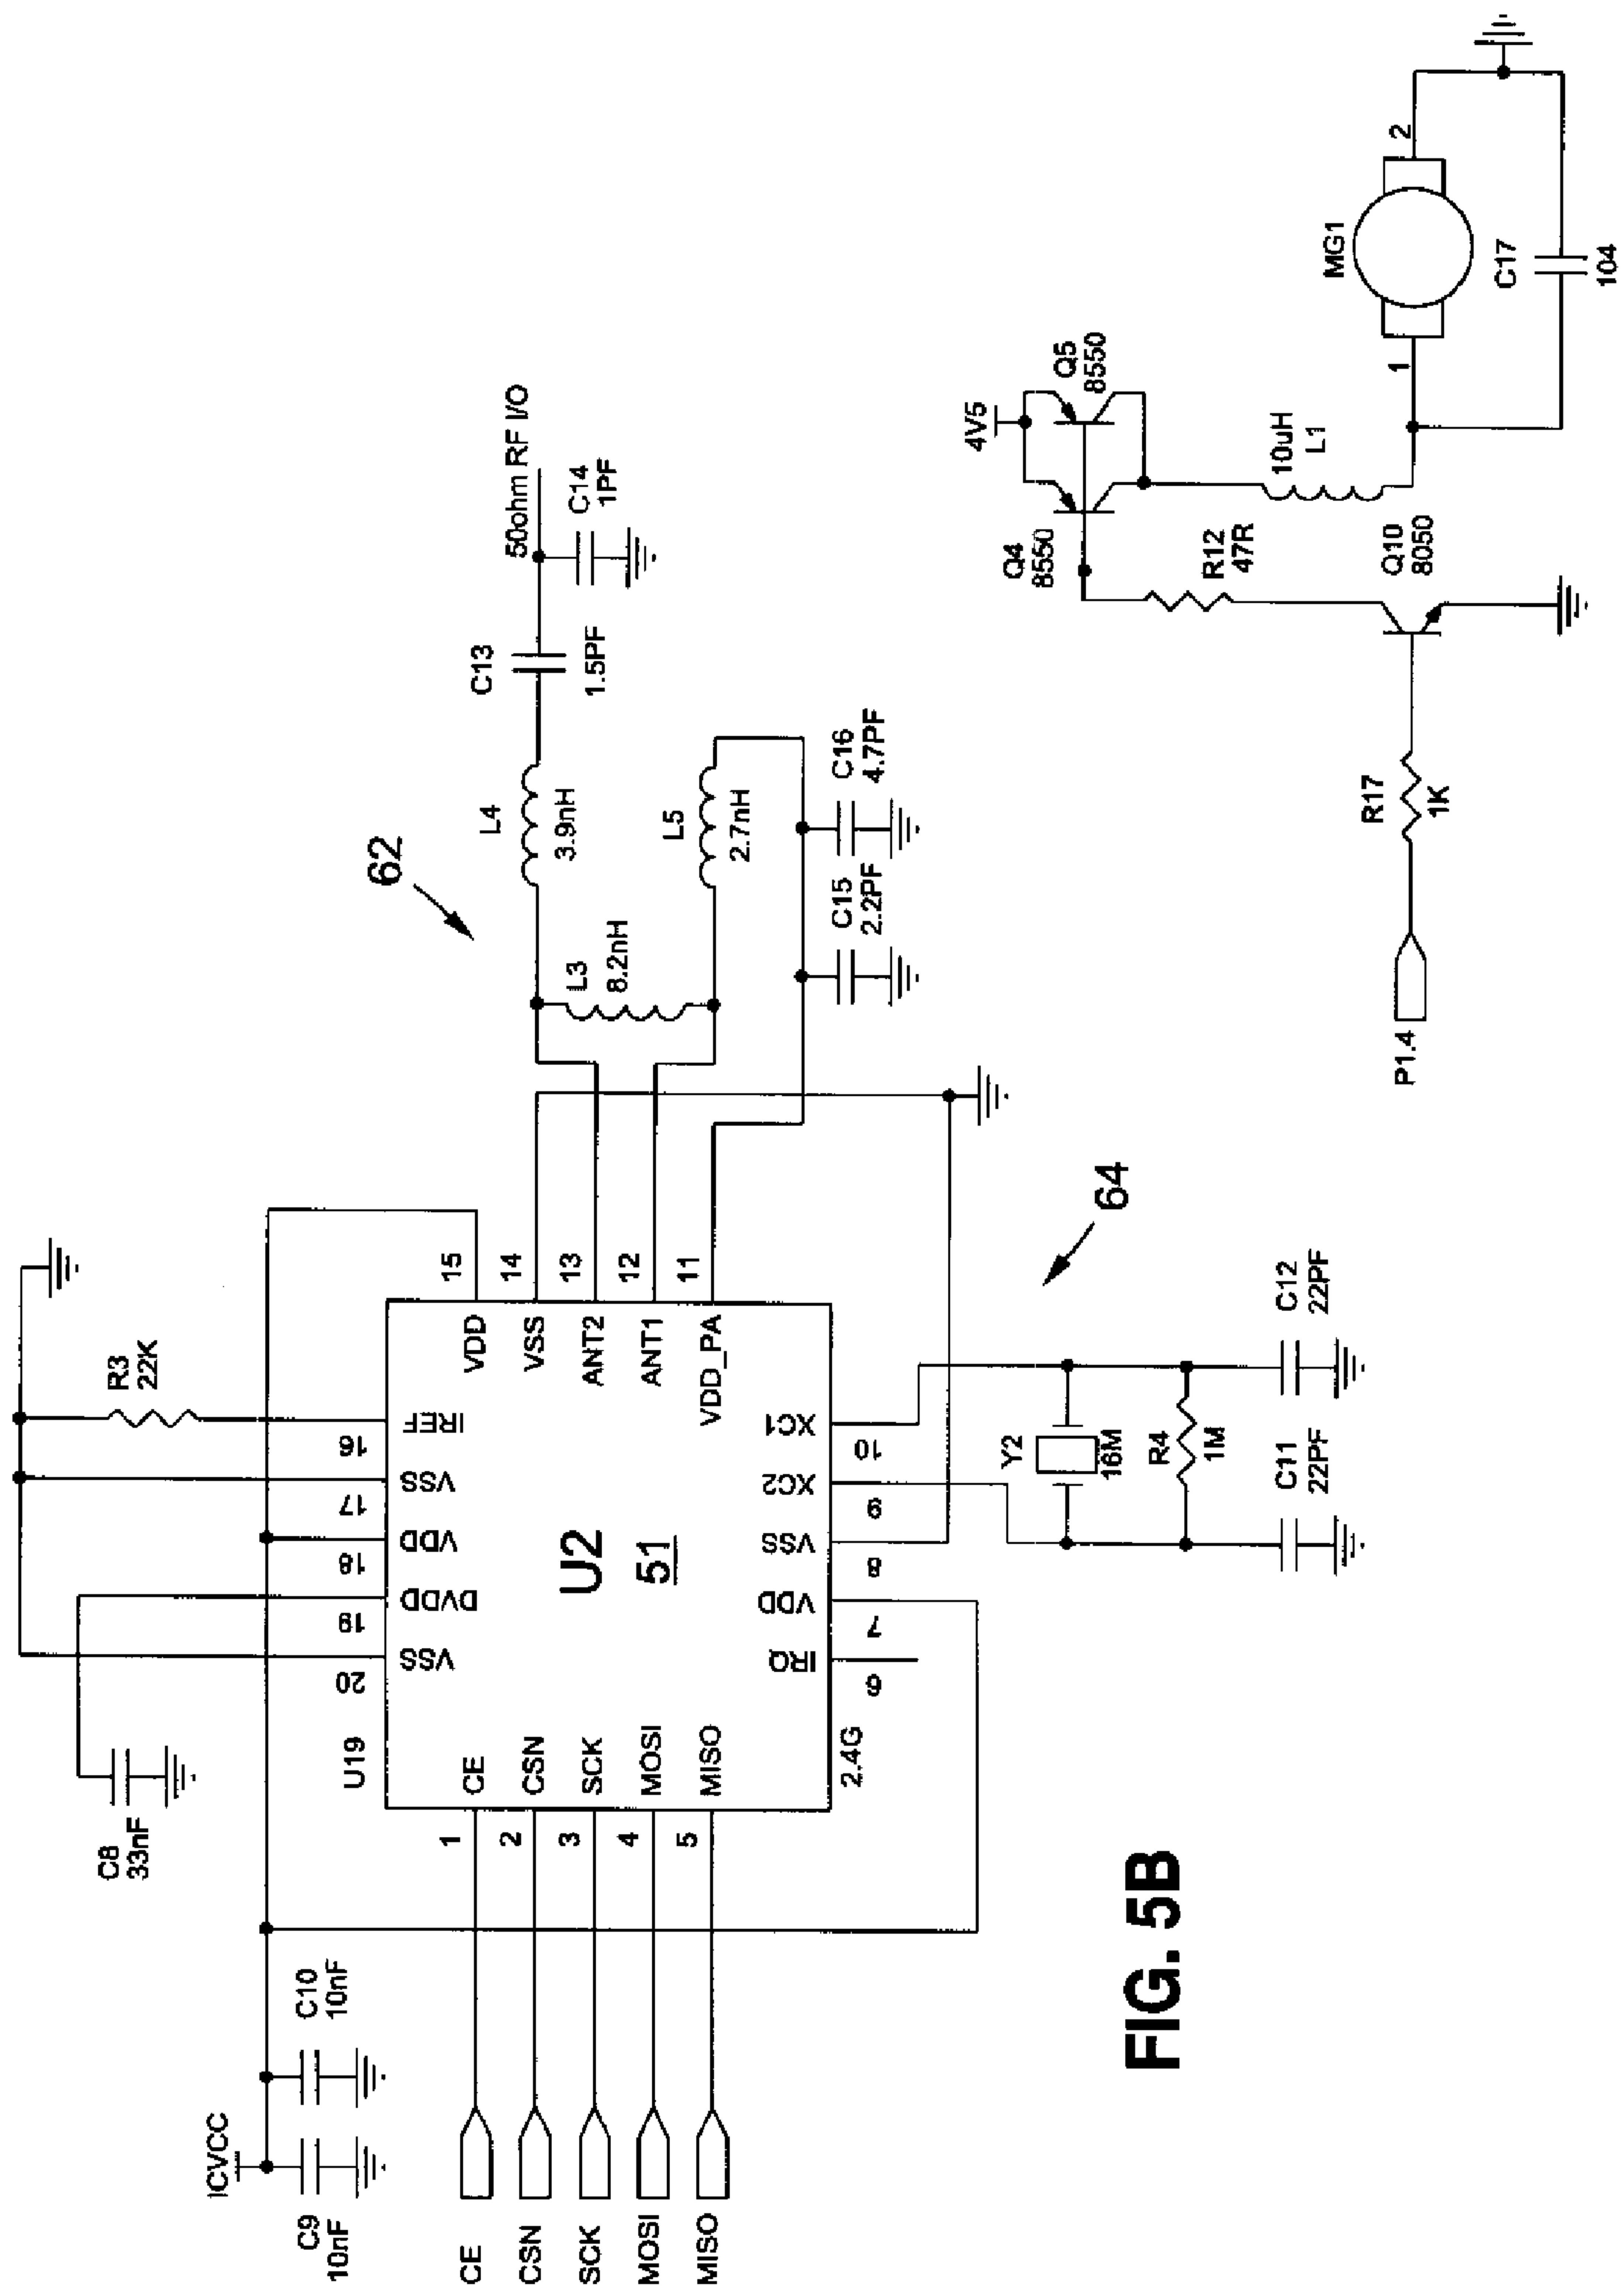 ICVCC
C9
10nF
C10
10nF
C8
33nF
R3
22K
U19
20
19
18
17
16
VSS
DVDD
VDD
VSS
IREF
CE
CSN
SCK
MOSI
MISO
1
2
3
4
5
CE
CSN
SCK
MOSI
MISO
U2
51
VDD
VSS
ANT2
ANT1
VDD_PA
15
14
13
12
11
2.4G
IRQ
VDD
VSS
XC2
XC1
6
7
8
9
10
62
L3
8.2nH
L4
3.9nH
C13
1.5PF
50ohm RF I/O
C14
1PF
L5
2.7nH
C15
2.2PF
C16
4.7PF
64
Y2
16M
R4
1M
C11
22PF
C12
22PF
P1.4
R17
1K
Q10
8050
R12
47R
Q4
8550
4V5
Q5
8550
10uH
L1
MG1
1
2
C17
104
FIG. 5B